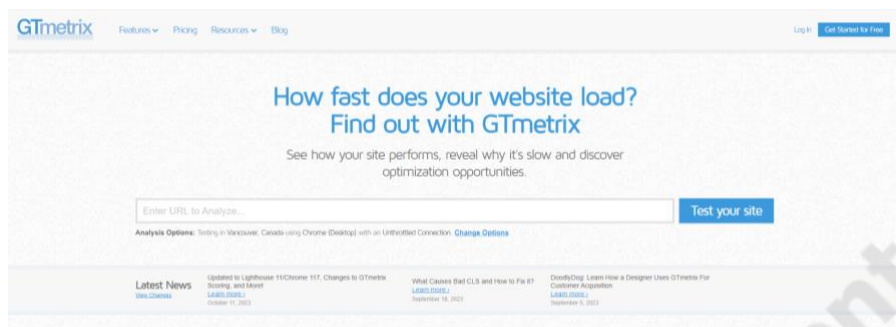 GTmetrix
Features Pricing Resources Blog
Log In Get Started for Free
How fast does your website load?
Find out with GTmetrix
See how your site performs, reveal why it's slow and discover
optimization opportunities.
Enter URL to Analyze...
Test your site
Analysis Options: Testing in Vancouver, Canada using Chrome (Desktop) with an Unthrottled Connection. Change Options
Latest News
View Changes
Updated to Lighthouse 11/Chrome 117, Changes to GTmetrix
Scoring, and More!
Learn more ›
October 11, 2023
What Causes Bad CLS and How to Fix It?
Learn more ›
September 18, 2023
DoodyDog: Learn How a Designer Uses GTmetrix For
Customer Acquisition
Learn more ›
September 5, 2023